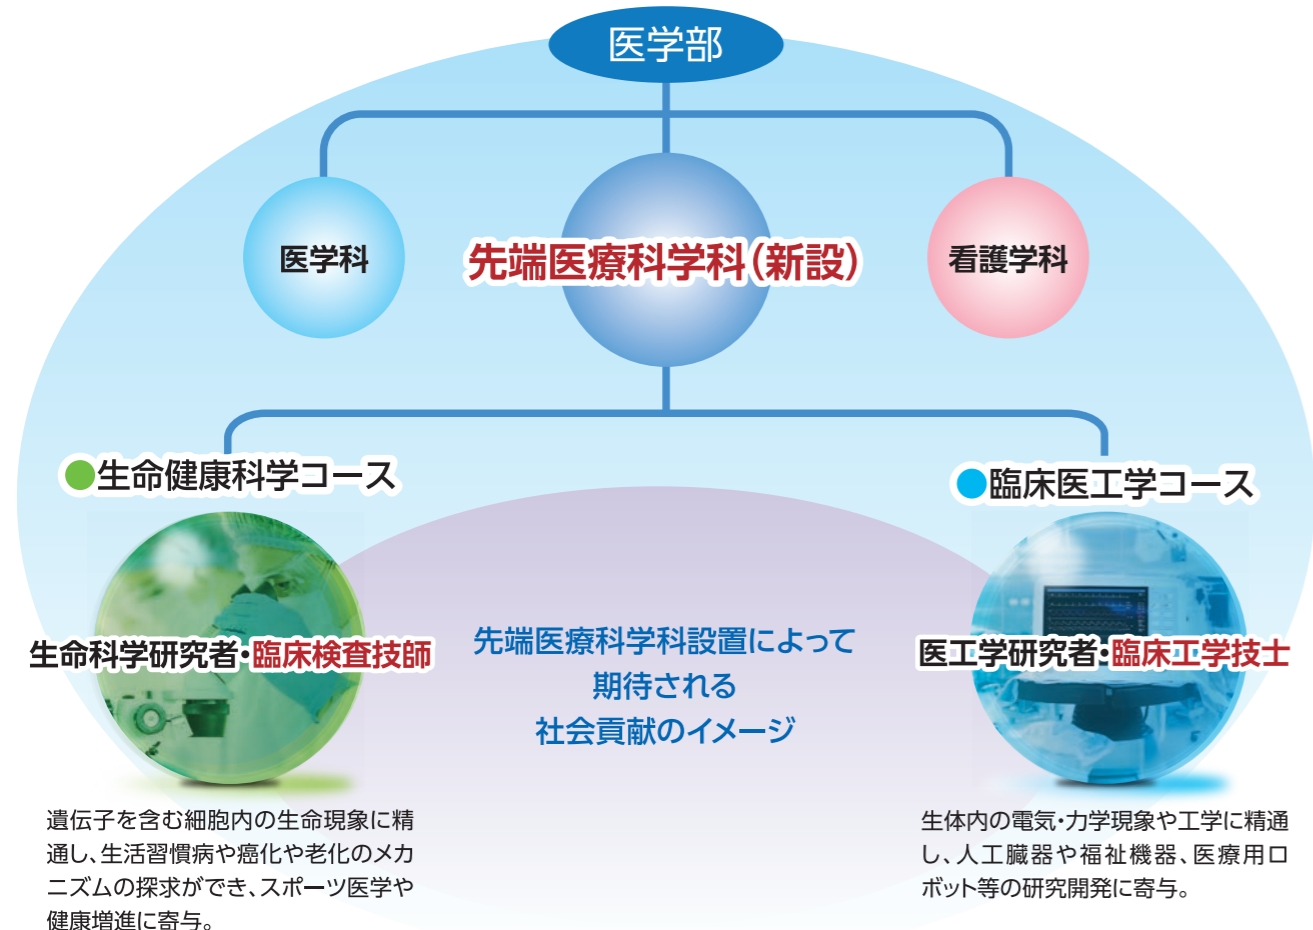 医学部
医学科
先端医療科学科(新設)
看護学科
●生命健康科学コース
●臨床医工学コース
生命科学研究者・臨床検査技師
医工学研究者・臨床工学技士
先端医療科学科設置によって
期待される
社会貢献のイメージ
遺伝子を含む細胞内の生命現象に精
通し、生活習慣病や癌化や老化のメカ
ニズムの探求ができ、スポーツ医学や
健康増進に寄与。
生体内の電気・力学現象や工学に精通
し、人工臓器や福祉機器、医療用ロ
ボット等の研究開発に寄与。